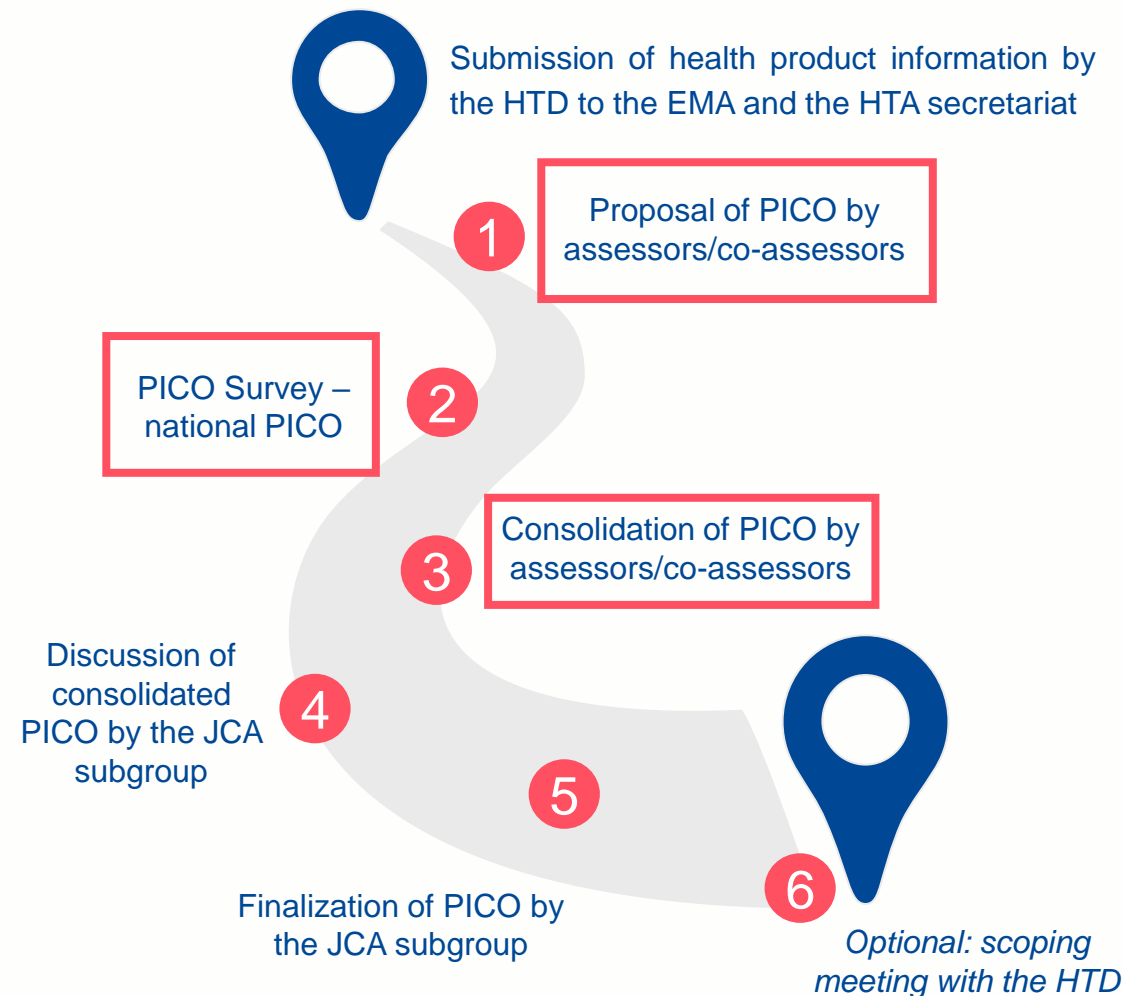 Submission of health product information by
the HTD to the EMA and the HTA secretariat
1
Proposal of PICO by
assessors/co-assessors
2
PICO Survey –
national PICO
3
Consolidation of PICO by
assessors/co-assessors
4
Discussion of
consolidated
PICO by the JCA
subgroup
5
Finalization of PICO by
the JCA subgroup
6
Optional: scoping
meeting with the HTD